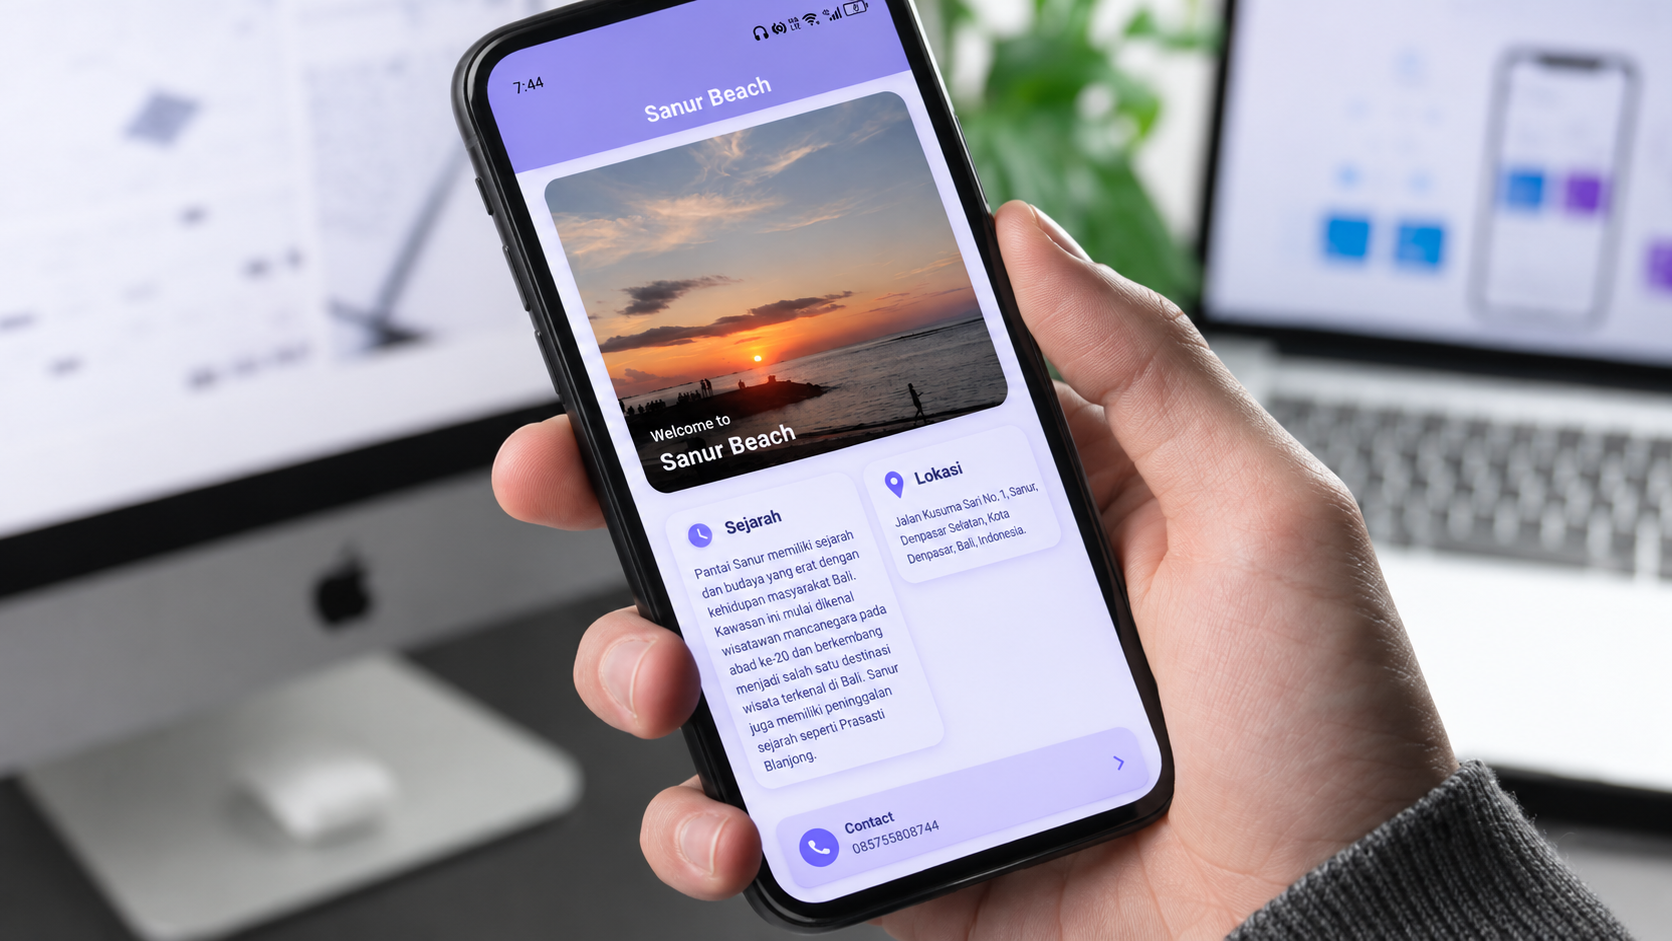 7:44
Sanur Beach
Welcome to
Sanur Beach
Sejarah
Pantai Sanur memiliki sejarah
dan budaya yang erat dengan
kehidupan masyarakat Bali.
Kawasan ini mulai dikenal
wisatawan mancanegara pada
abad ke-20 dan berkembang
menjadi salah satu destinasi
wisata terkenal di Bali. Sanur
juga memiliki peninggalan
sejarah seperti Prasasti
Blanjong.
Lokasi
Jalan Kusuma Sari No. 1, Sanur,
Denpasar Selatan, Kota
Denpasar, Bali, Indonesia.
Contact
085755808744